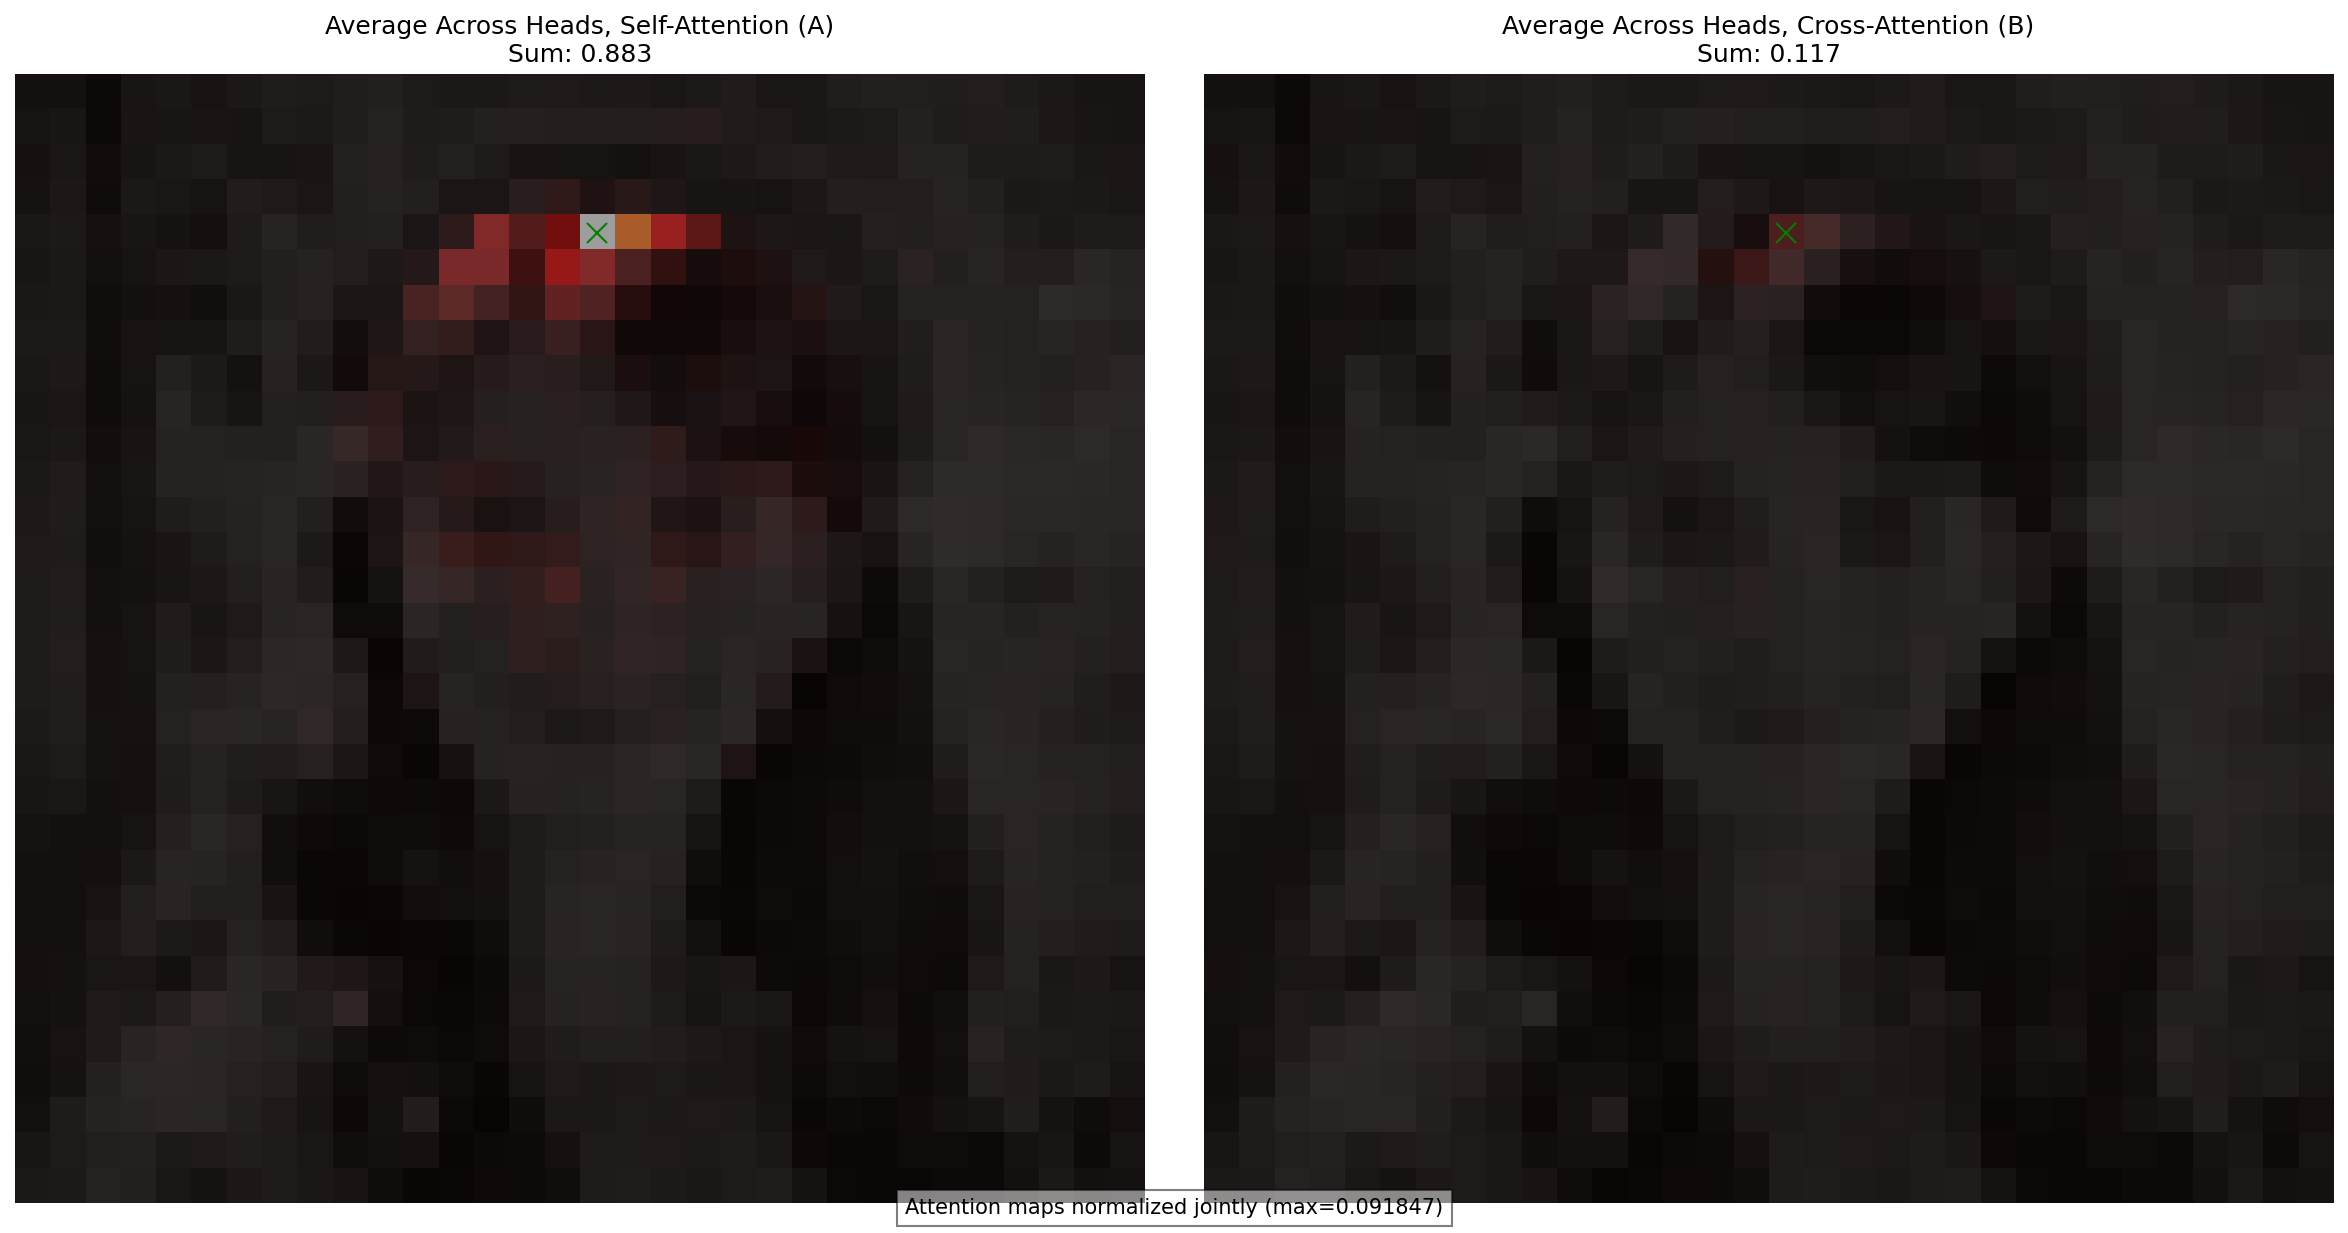 Average Across Heads, Self-Attention (A)
Sum: 0.883
Average Across Heads, Cross-Attention (B)
Sum: 0.117
Attention maps normalized jointly (max=0.091847)